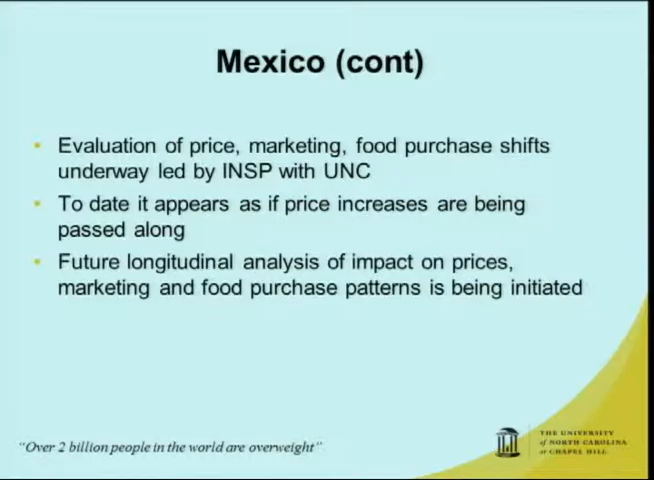 Mexico (cont)
• Evaluation of price, marketing, food purchase shifts
underway led by INSP with UNC
• To date it appears as if price increases are being
passed along
• Future longitudinal analysis of impact on prices,
marketing and food purchase patterns is being initiated
"Over 2 billion people in the world are overweight"
THE UNIVERSITY
of NORTH CAROLINA
at CHAPEL HILL